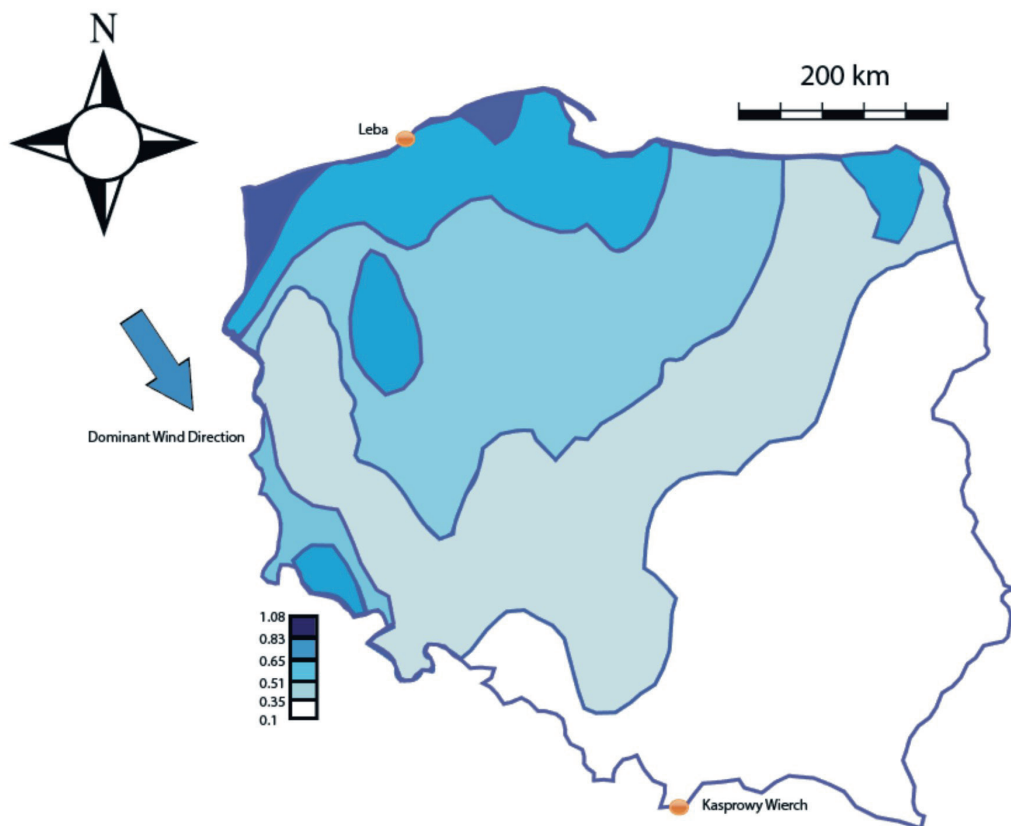 N
200 km
Leba
Dominant Wind Direction
1.08
0.83
0.65
0.51
0.35
0.1
Kasprowy Wierch